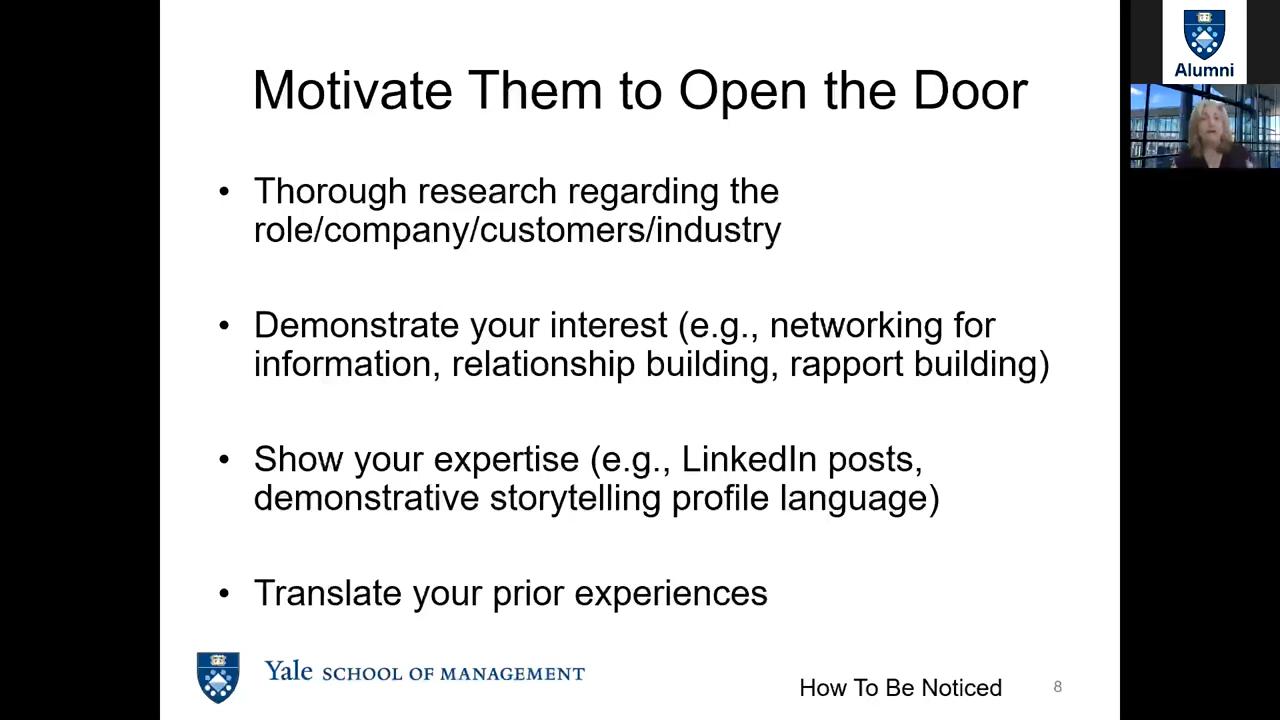 Motivate Them to Open the Door
• Thorough research regarding the
role/company/customers/industry
• Demonstrate your interest (e.g., networking for
information, relationship building, rapport building)
• Show your expertise (e.g., LinkedIn posts,
demonstrative storytelling profile language)
• Translate your prior experiences
Yale SCHOOL OF MANAGEMENT
How To Be Noticed
8
Alumni